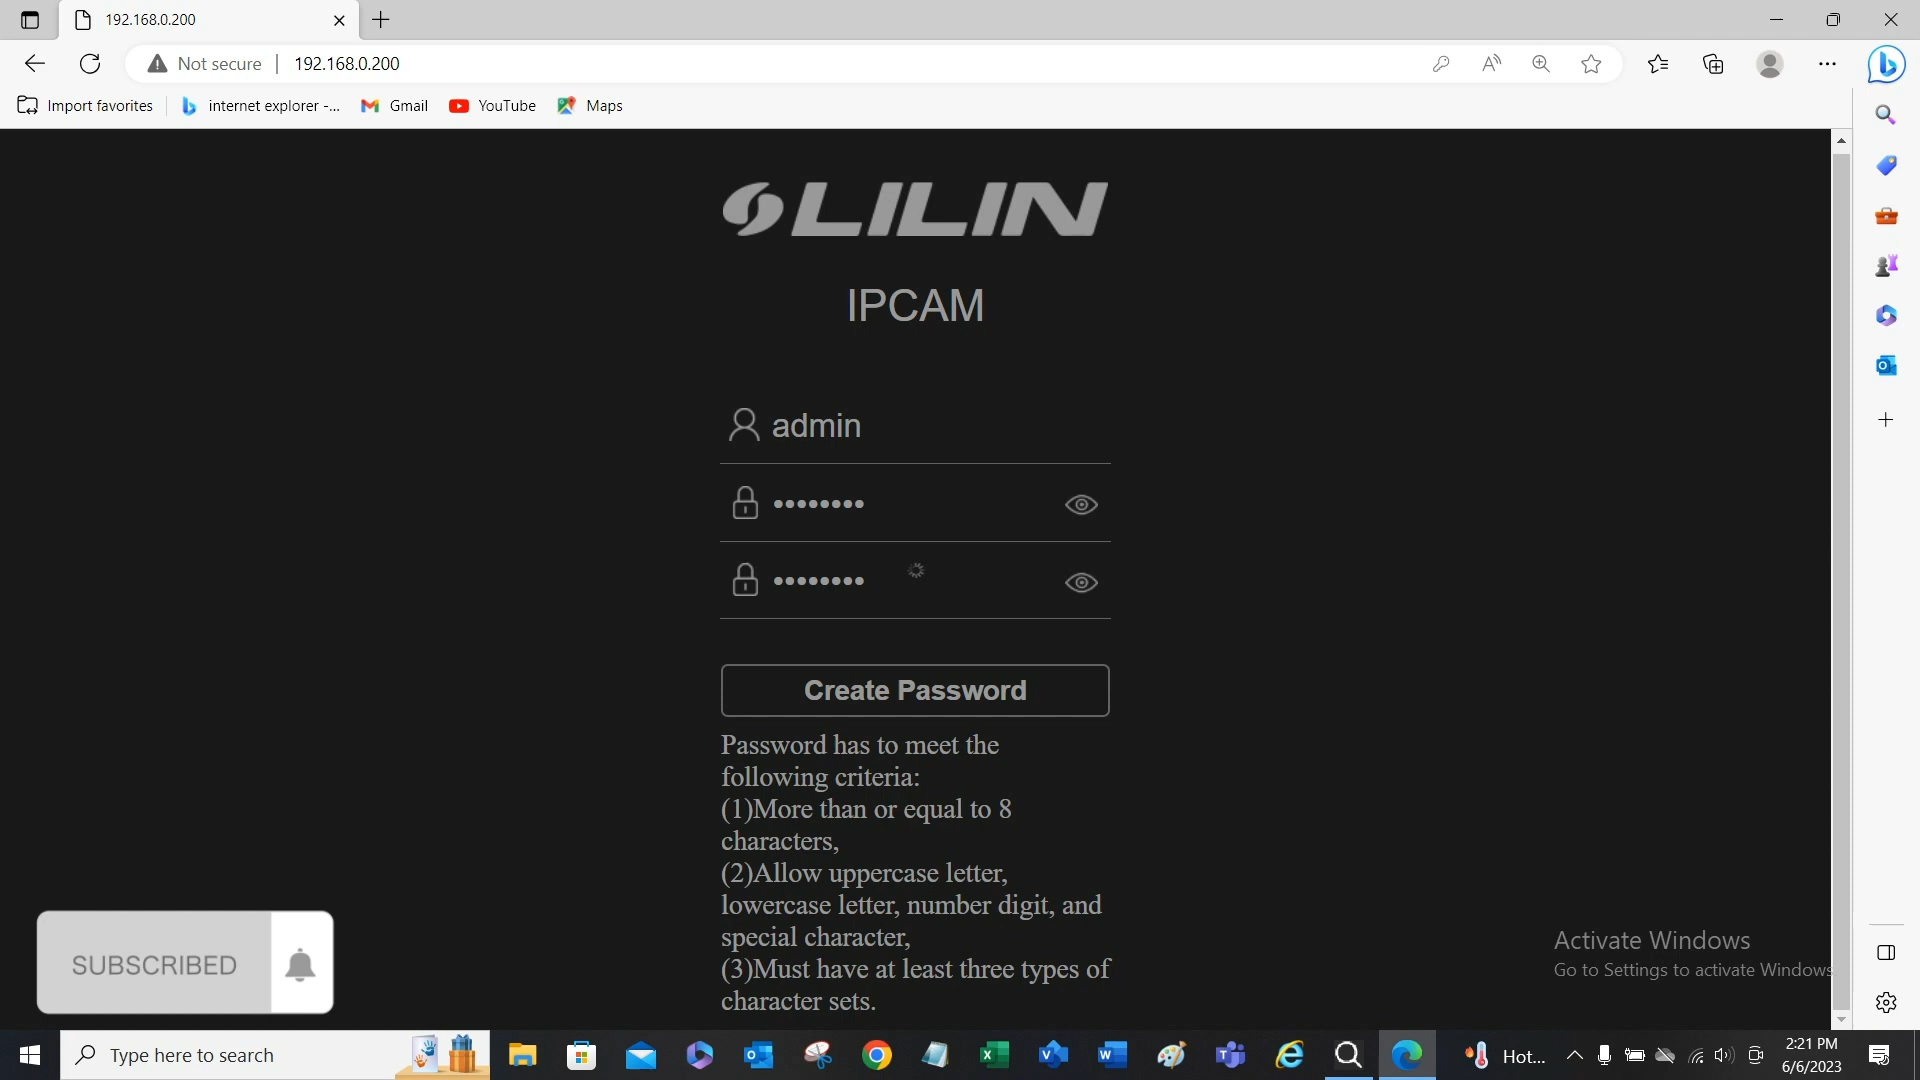 192.168.0.200
Not secure
192.168.0.200
Import favorites
internet explorer -...
Gmail
YouTube
Maps
LILIN
IPCAM
admin
••••••••
••••••••
Create Password
Password has to meet the
following criteria:
(1)More than or equal to 8
characters,
(2)Allow uppercase letter,
lowercase letter, number digit, and
special character,
(3)Must have at least three types of
character sets.
SUBSCRIBED
Activate Windows
Go to Settings to activate Windows
Type here to search
Hot...
2:21 PM
6/6/2023